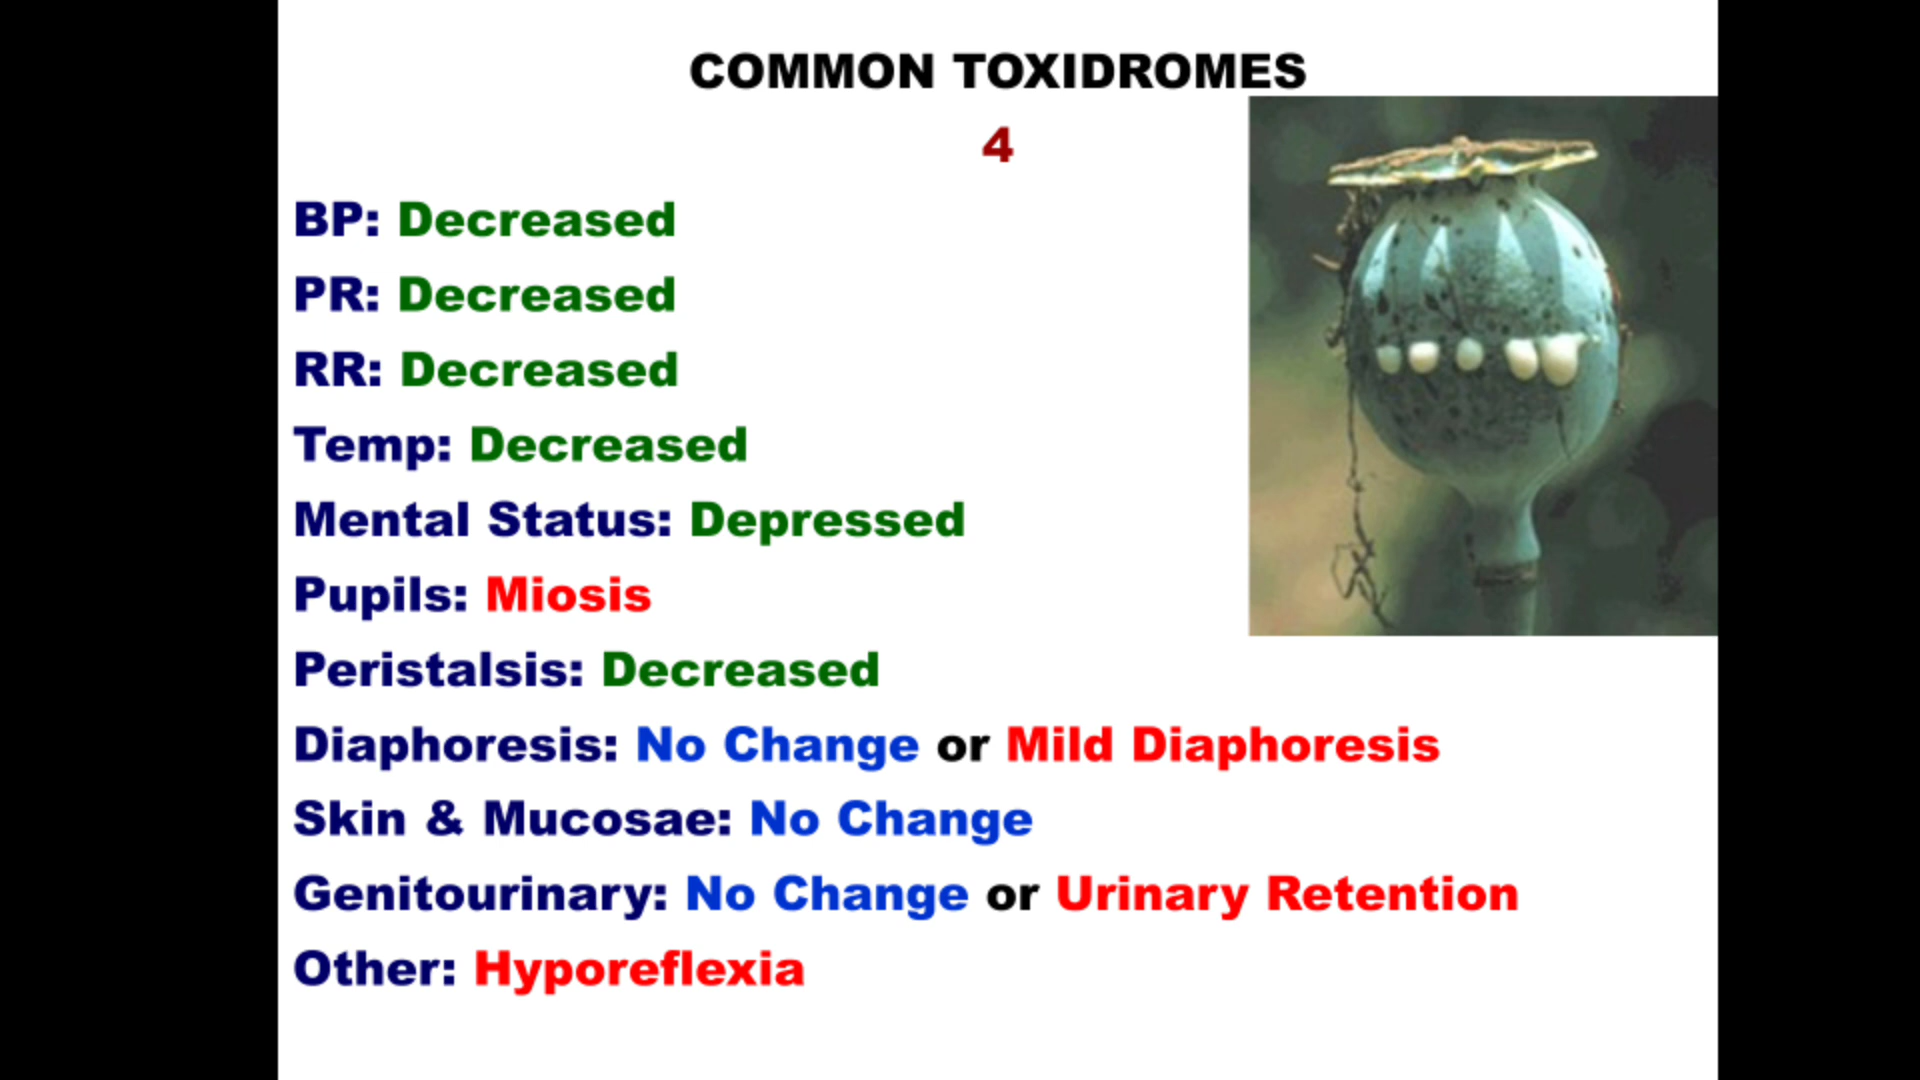 COMMON TOXIDROMES
4
BP: Decreased
PR: Decreased
RR: Decreased
Temp: Decreased
Mental Status: Depressed
Pupils: Miosis
Peristalsis: Decreased
Diaphoresis: No Change or Mild Diaphoresis
Skin & Mucosae: No Change
Genitourinary: No Change or Urinary Retention
Other: Hyporeflexia